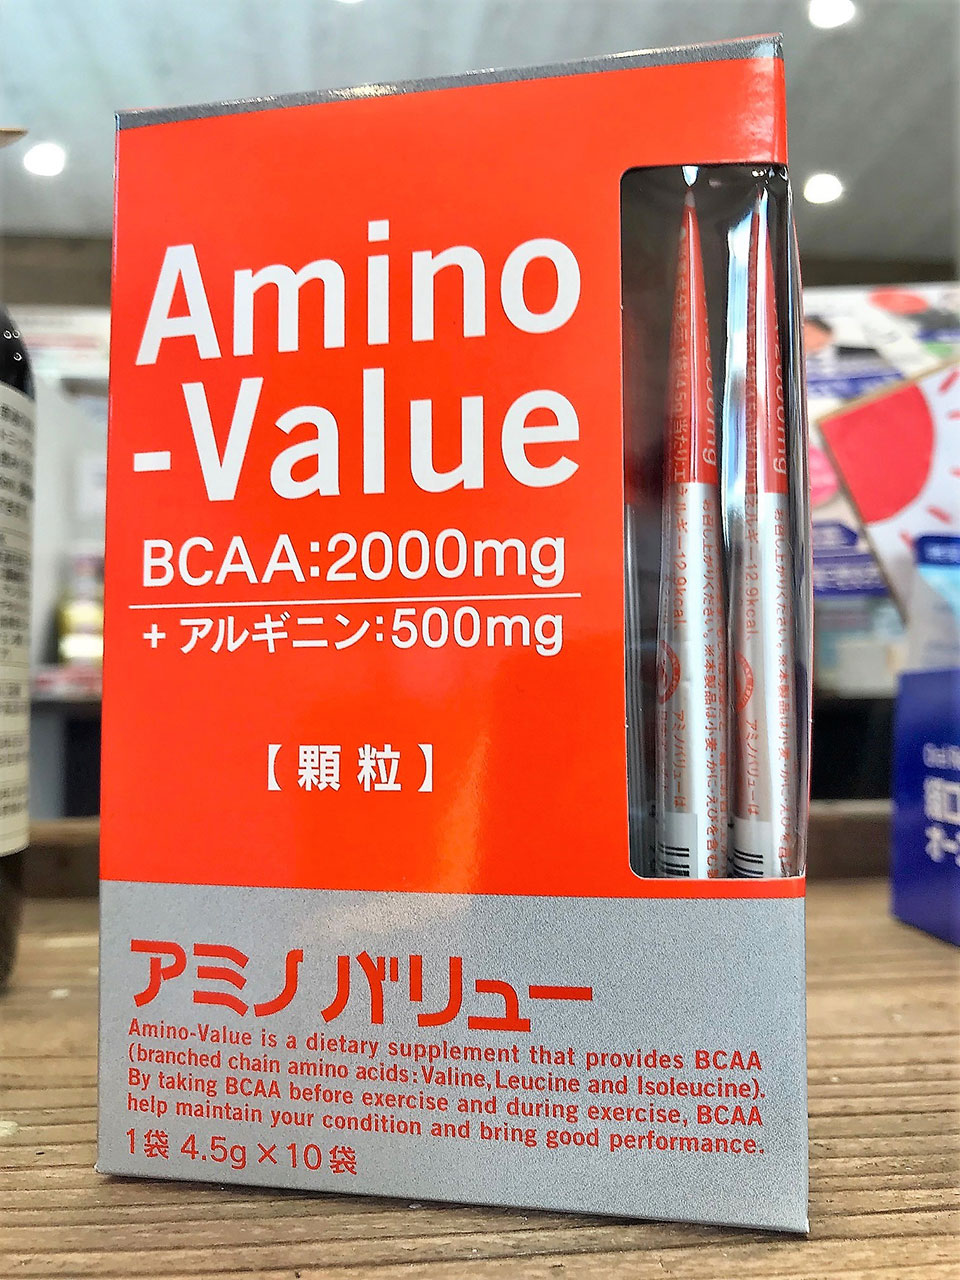 Amino
-Value
BCAA:2000mg
+アルギニン:500mg
【顆粒】
アミノバリュー
Amino-Value is a dietary supplement that provides BCAA
(branched chain amino acids:Valine,Leucine and Isoleucine).
By taking BCAA before exercise and during exercise, BCAA
help maintain your condition and bring good performance.
1袋 4.5g×10袋